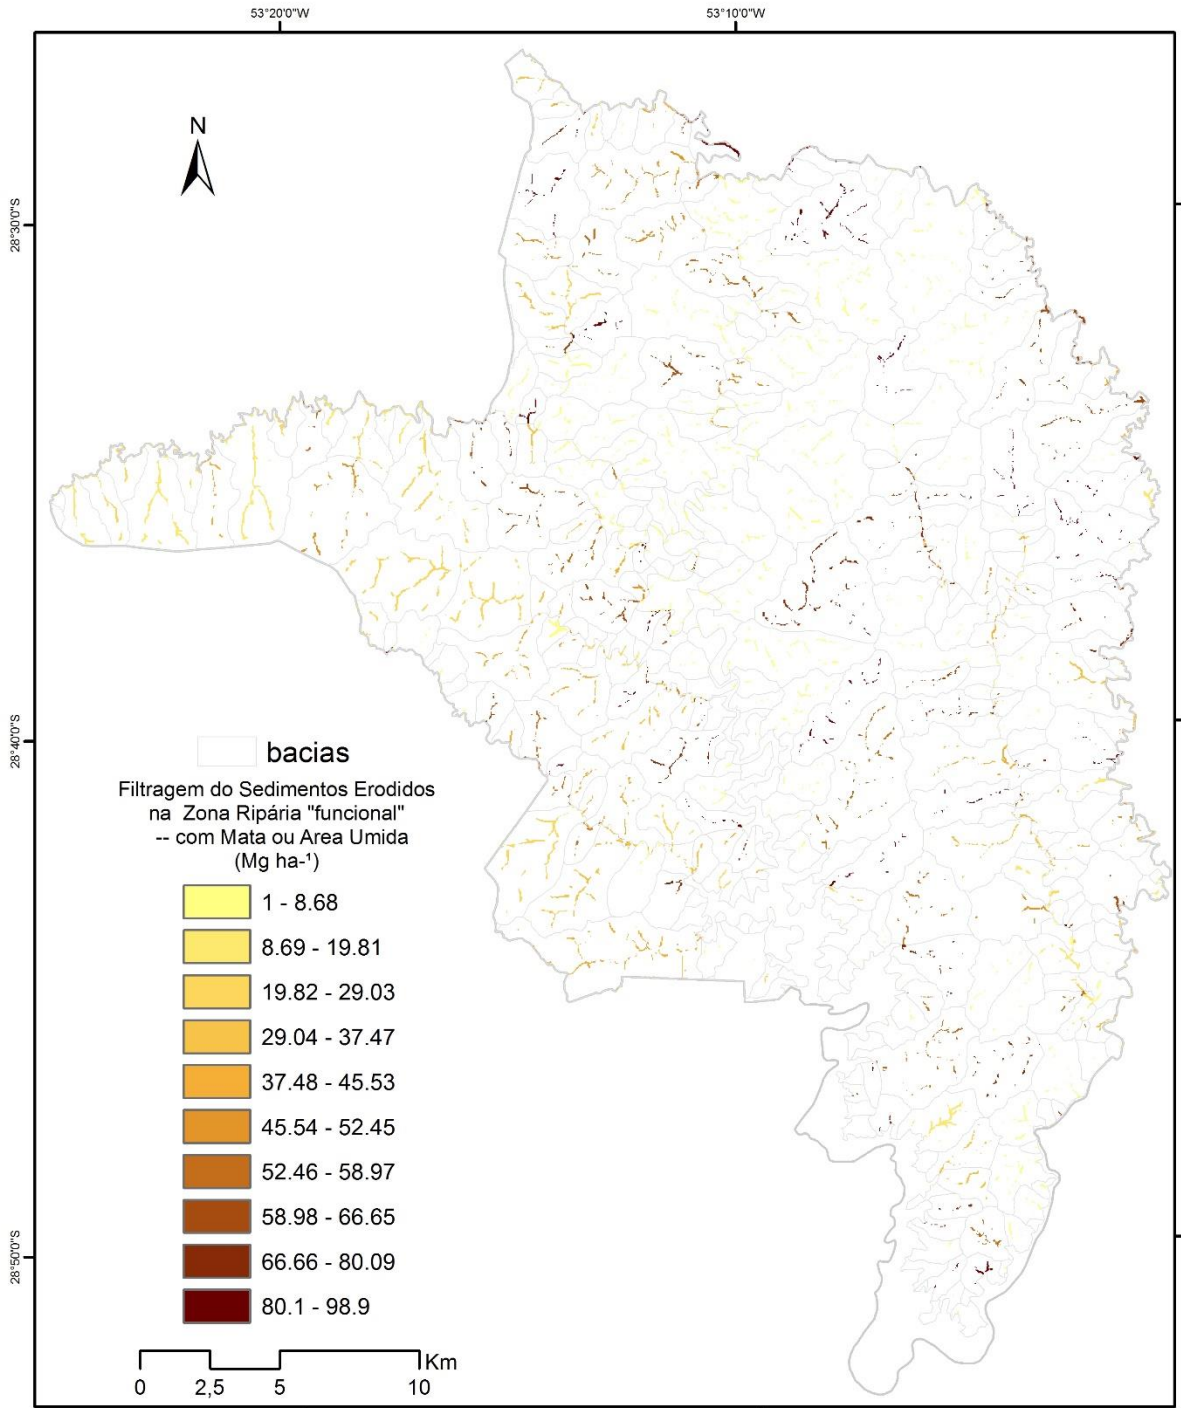 53°20'0"W
53°10'0"W
N
28°30'0"S
28°40'0"S
28°50'0"S
bacias
Filtragem do Sedimentos Erodidos
na Zona Ripária "funcional"
-- com Mata ou Area Umida
(Mg ha-¹)
1 - 8.68
8.69 - 19.81
19.82 - 29.03
29.04 - 37.47
37.48 - 45.53
45.54 - 52.45
52.46 - 58.97
58.98 - 66.65
66.66 - 80.09
80.1 - 98.9
Km
0 2,5 5 10